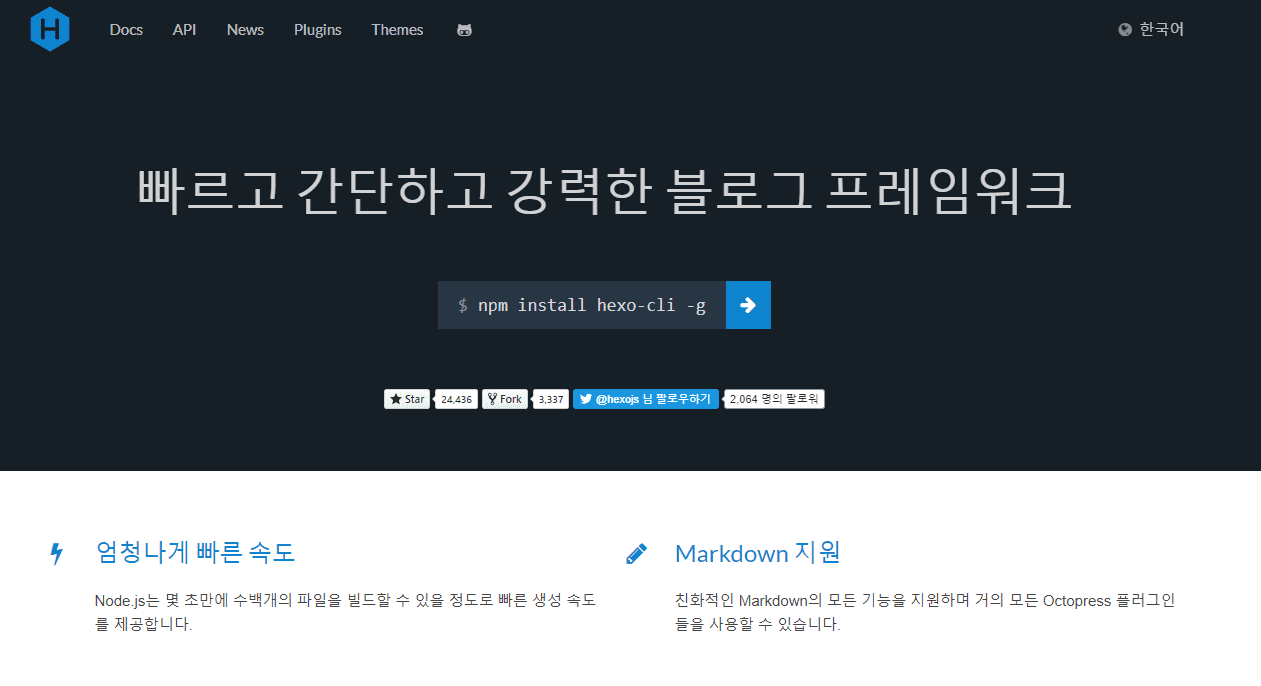 H Docs API News Plugins Themes 한국어
빠르고 간단하고 강력한 블로그 프레임워크
$ npm install hexo-cli -g
Star 24,436 Fork 3,337 @hexojs 님 팔로우하기 2,064 명의 팔로워
엄청나게 빠른 속도
Node.js는 몇 초만에 수백개의 파일을 빌드할 수 있을 정도로 빠른 생성 속도
를 제공합니다.
Markdown 지원
친화적인 Markdown의 모든 기능을 지원하며 거의 모든 Octopress 플러그인
들을 사용할 수 있습니다.